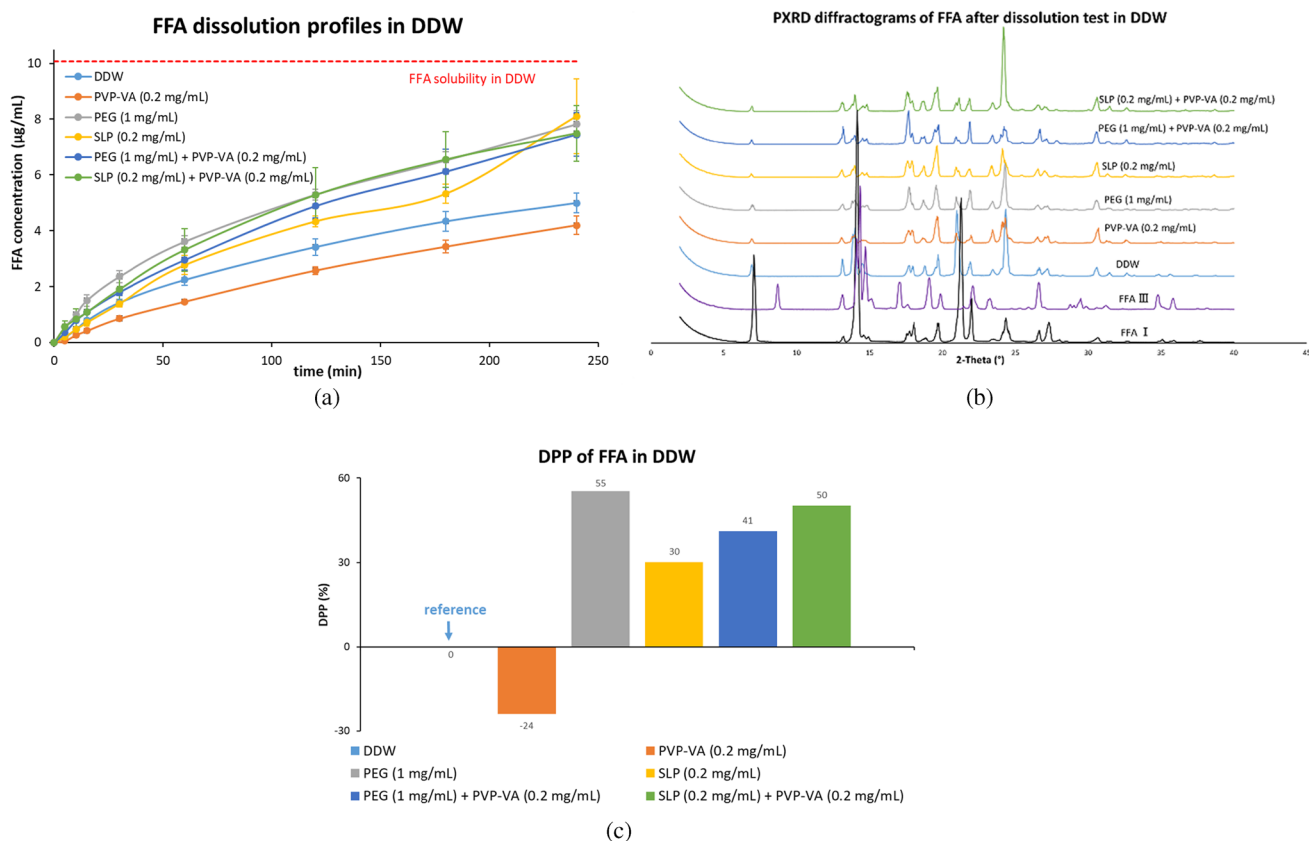 FFA dissolution profiles in DDW
FFA concentration (µg/mL)
10
8
6
4
2
0
FFA solubility in DDW
DDW
PVP-VA (0.2 mg/mL)
PEG (1 mg/mL)
SLP (0.2 mg/mL)
PEG (1 mg/mL) + PVP-VA (0.2 mg/mL)
SLP (0.2 mg/mL) + PVP-VA (0.2 mg/mL)
0 50 100 150 200 250
time (min)
(a)
PXRD diffractograms of FFA after dissolution test in DDW
SLP (0.2 mg/mL) + PVP-VA (0.2 mg/mL)
PEG (1 mg/mL) + PVP-VA (0.2 mg/mL)
SLP (0.2 mg/mL)
PEG (1 mg/mL)
PVP-VA (0.2 mg/mL)
DDW
FFA III
FFA I
0 5 10 15 20 25 30 35 40 45
2-Theta (°)
(b)
DPP of FFA in DDW
DPP (%)
60
30
0
-30
reference
0
-24
55
30
41
50
DDW
PVP-VA (0.2 mg/mL)
PEG (1 mg/mL)
SLP (0.2 mg/mL)
PEG (1 mg/mL) + PVP-VA (0.2 mg/mL)
SLP (0.2 mg/mL) + PVP-VA (0.2 mg/mL)
(c)